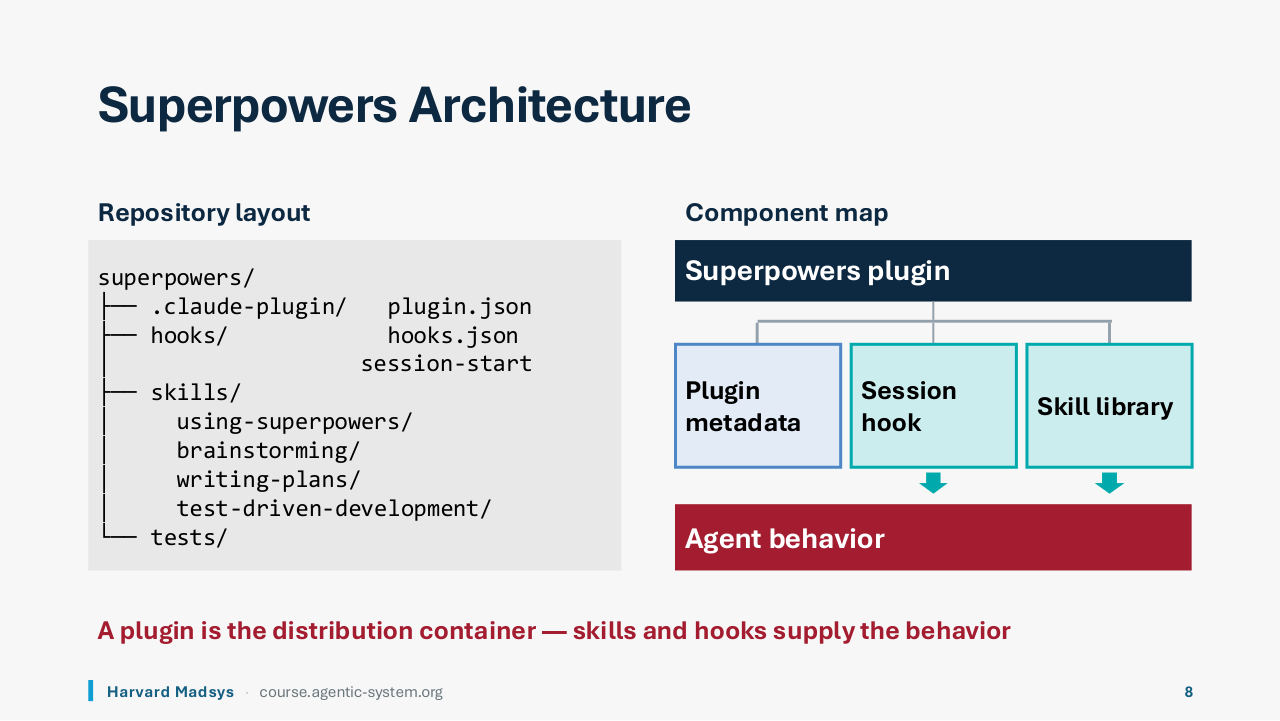 Superpowers Architecture
Repository layout
superpowers/
├── .claude-plugin/   plugin.json
├── hooks/            hooks.json
│                   session-start
├── skills/
│     using-superpowers/
│     brainstorming/
│     writing-plans/
│     test-driven-development/
└── tests/
Component map
Superpowers plugin
Plugin
metadata
Session
hook
Skill library
Agent behavior
A plugin is the distribution container — skills and hooks supply the behavior
Harvard Madsys · course.agentic-system.org
8